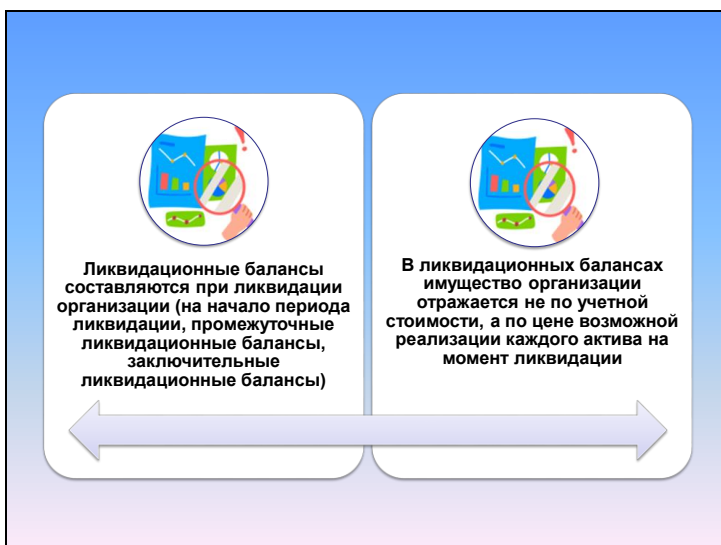 Ликвидационные балансы
составляются при ликвидации
организации (на начало периода
ликвидации, промежуточные
ликвидационные балансы,
заключительные
ликвидационные балансы)
В ликвидационных балансах
имущество организации
отражается не по учетной
стоимости, а по цене возможной
реализации каждого актива на
момент ликвидации